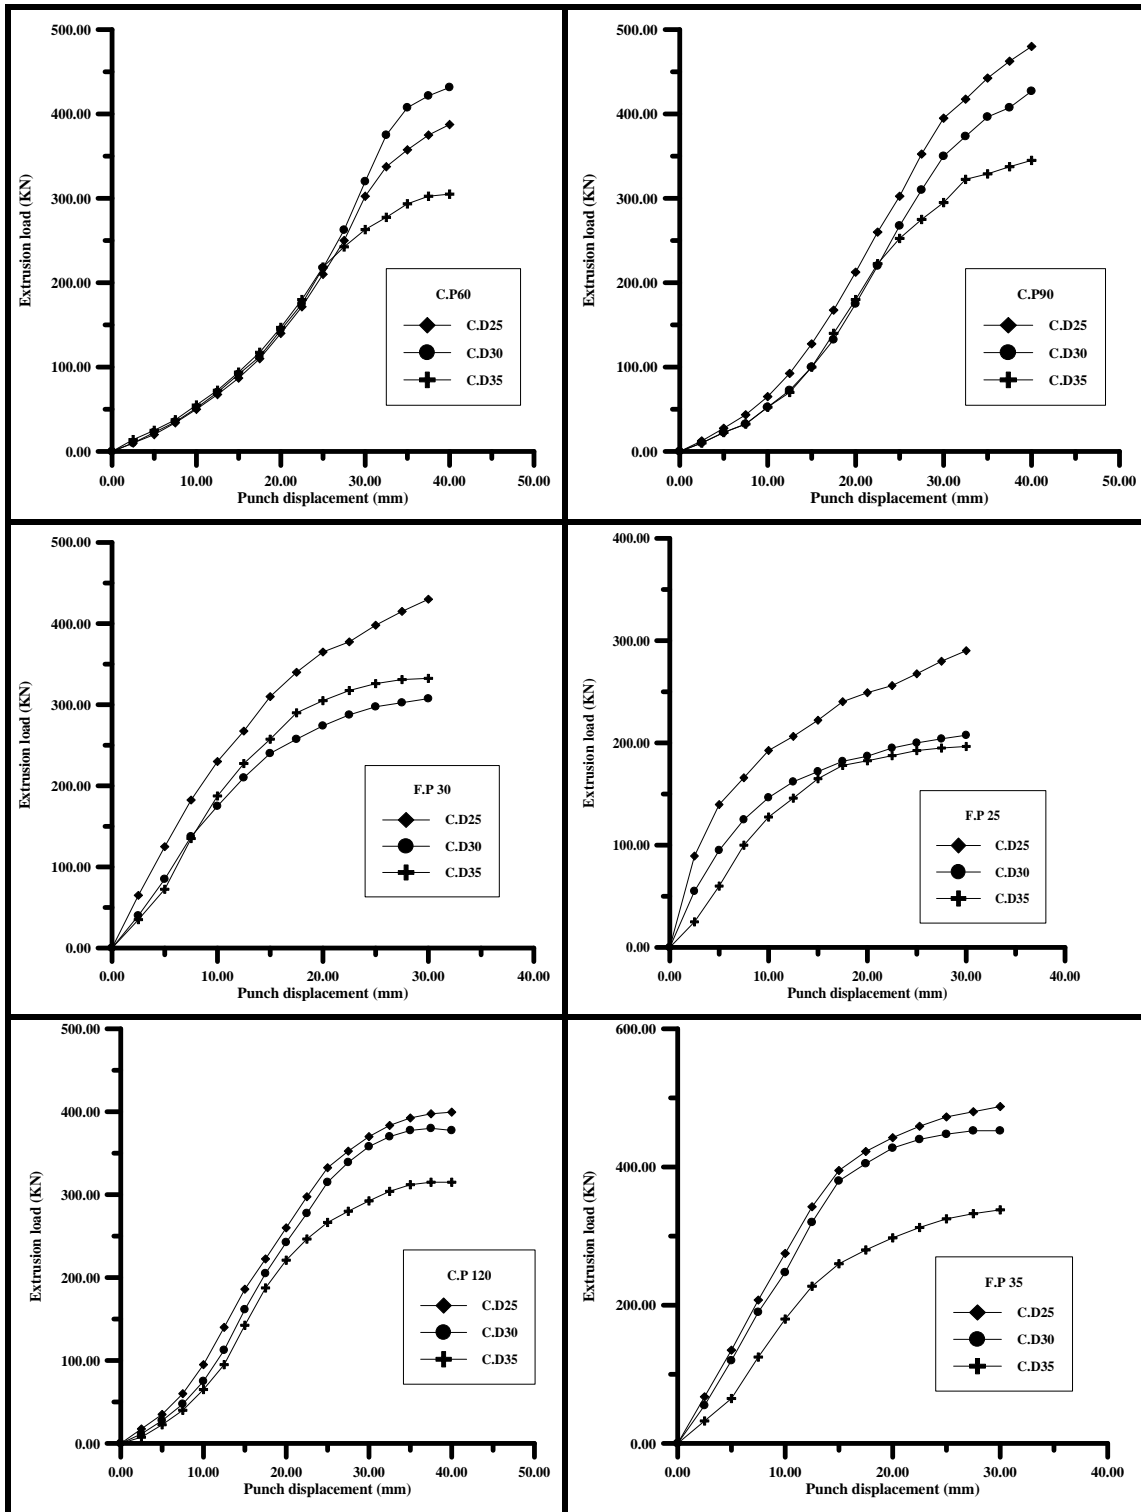 500.00
400.00
300.00
200.00
100.00
0.00
Extrusion load (KN)
0.00 10.00 20.00 30.00 40.00 50.00
Punch displacement (mm)
C.P60
C.D25
C.D30
C.D35
500.00
400.00
300.00
200.00
100.00
0.00
Extrusion load (KN)
0.00 10.00 20.00 30.00 40.00 50.00
Punch displacement (mm)
C.P90
C.D25
C.D30
C.D35
500.00
400.00
300.00
200.00
100.00
0.00
Extrusion load (KN)
0.00 10.00 20.00 30.00 40.00
Punch displacement (mm)
F.P 30
C.D25
C.D30
C.D35
400.00
300.00
200.00
100.00
0.00
Extrusion load (KN)
0.00 10.00 20.00 30.00 40.00
Punch displacement (mm)
F.P 25
C.D25
C.D30
C.D35
500.00
400.00
300.00
200.00
100.00
0.00
Extrusion load (KN)
0.00 10.00 20.00 30.00 40.00 50.00
Punch displacement (mm)
C.P 120
C.D25
C.D30
C.D35
600.00
400.00
200.00
0.00
Extrusion load (KN)
0.00 10.00 20.00 30.00 40.00
Punch displacement (mm)
F.P 35
C.D25
C.D30
C.D35